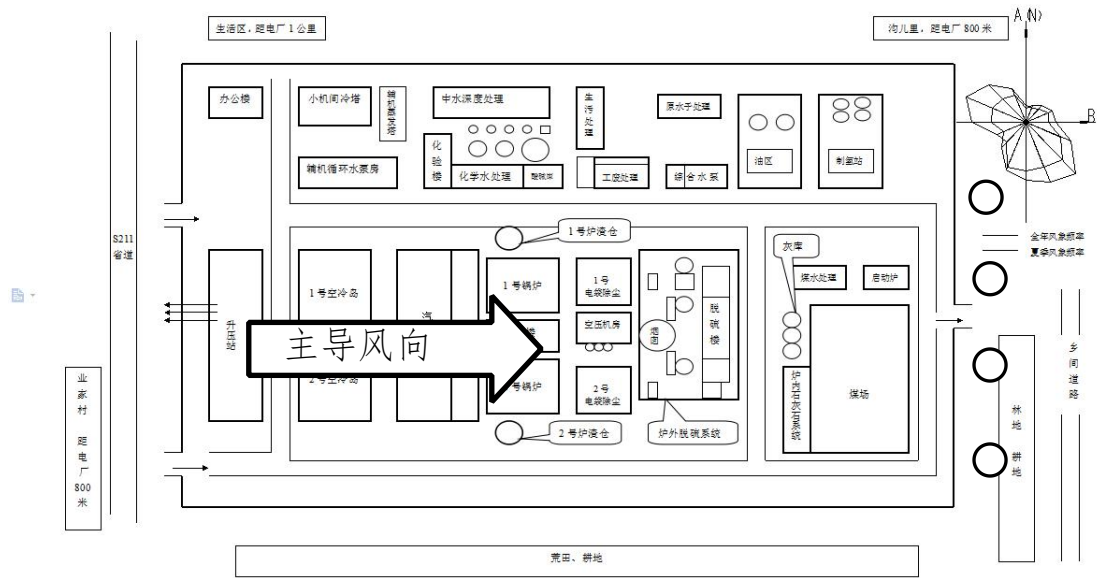 生活区，距电厂1公里
沟儿里，距电厂800米
A(N)
B
办公楼
小机间冷塔
辅机蒸发塔
中水深度处理
生污处理
原水予处理
油区
制氢站
化验楼
化学水处理
酸碱库
工废处理
综合水泵
辅机循环水泵房
S211
省道
全年风象频率
夏季风象频率
1号炉渣仓
灰库
煤水处理
启动炉
1号空冷岛
汽
1号锅炉
1号
电袋除尘
脱硫楼
升压站
主导风向
楼
空压机房
烟囱
2号空冷岛
号锅炉
2号
电袋除尘
炉内石灰石系统
煤场
2号炉渣仓
炉外脱硫系统
业家村 距电厂800米
林地 耕地
乡间道路
荒田、耕地